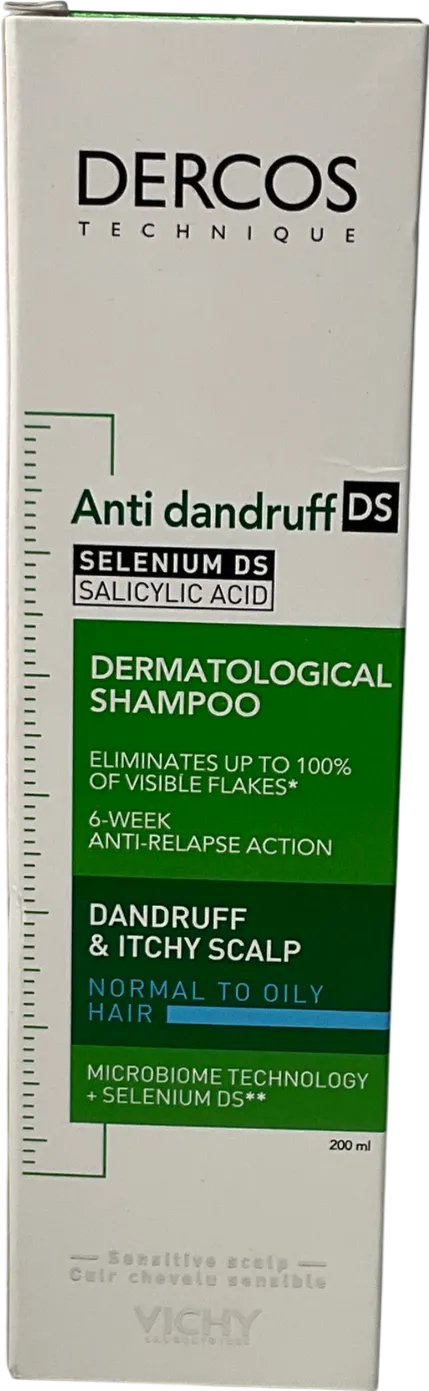 DERCOS
TECHNIQUE
Anti dandruff DS
SELENIUM DS
SALICYLIC ACID
DERMATOLOGICAL
SHAMPOO
ELIMINATES UP TO 100%
OF VISIBLE FLAKES*
6-WEEK
ANTI-RELAPSE ACTION
DANDRUFF
& ITCHY SCALP
NORMAL TO OILY
HAIR
MICROBIOME TECHNOLOGY
+ SELENIUM DS**
200 ml
— Sensitive scalp —
Cuir chevelu sensible
VICHY
LABORATOIRES